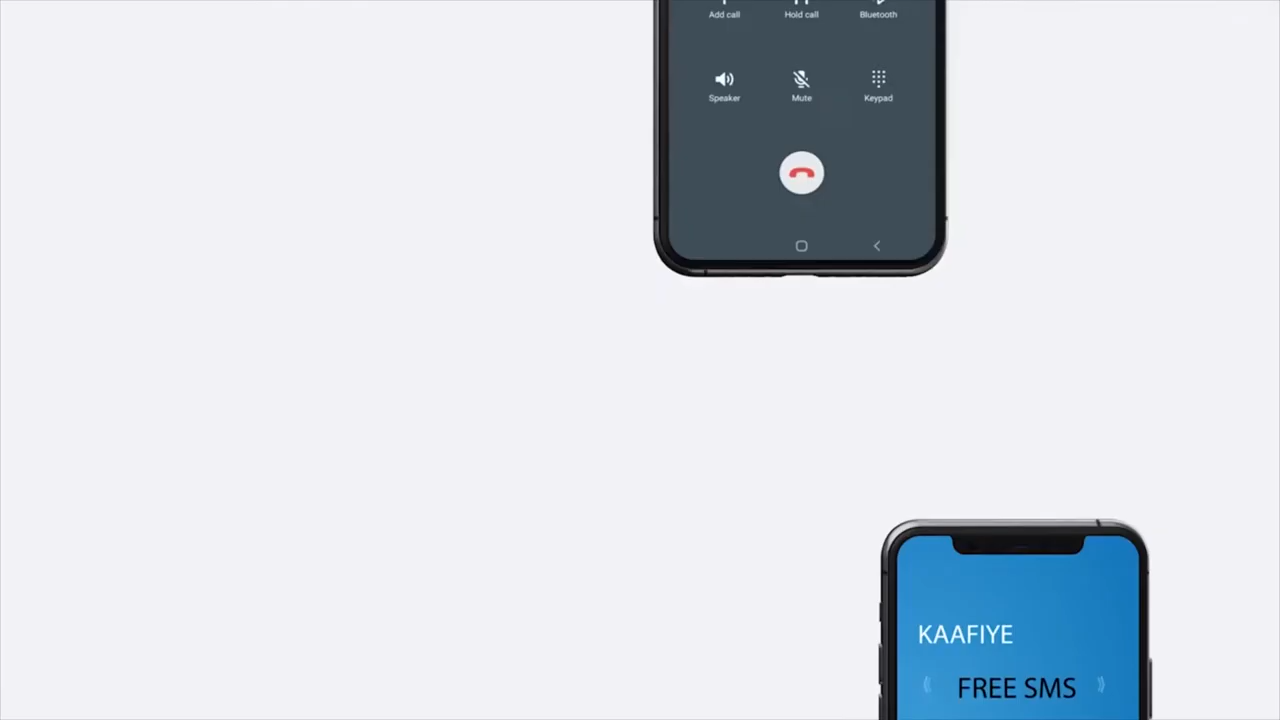 Add call Hold call Bluetooth
Speaker Mute Keypad
KAAFIYE
FREE SMS